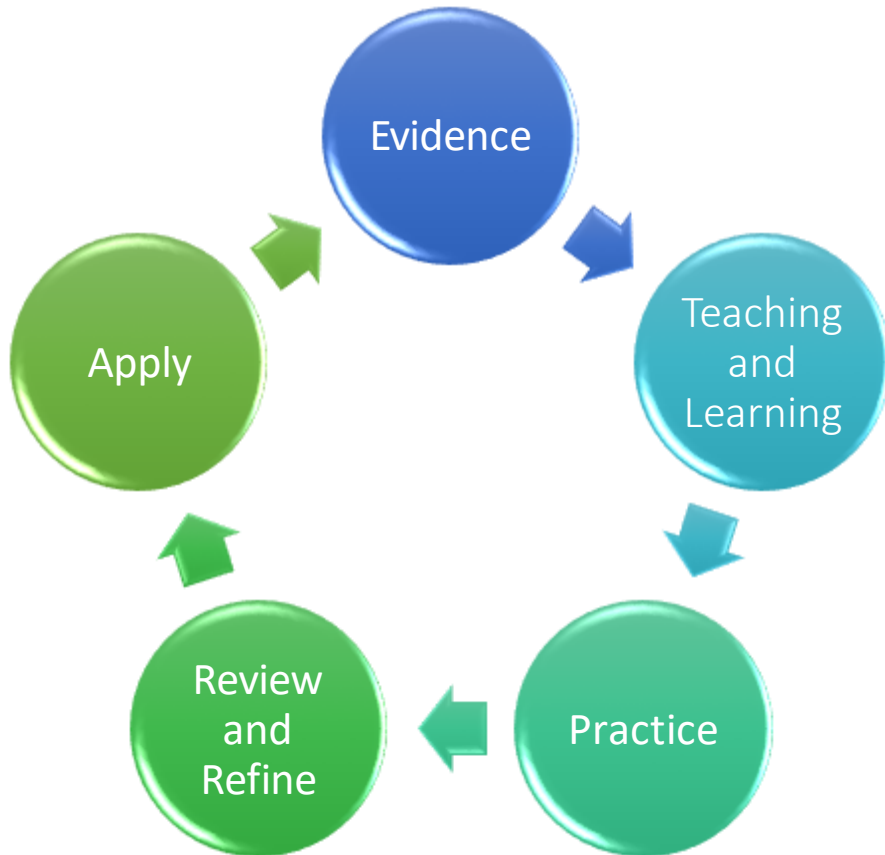 Evidence
Teaching
and
Learning
Practice
Review
and
Refine
Apply